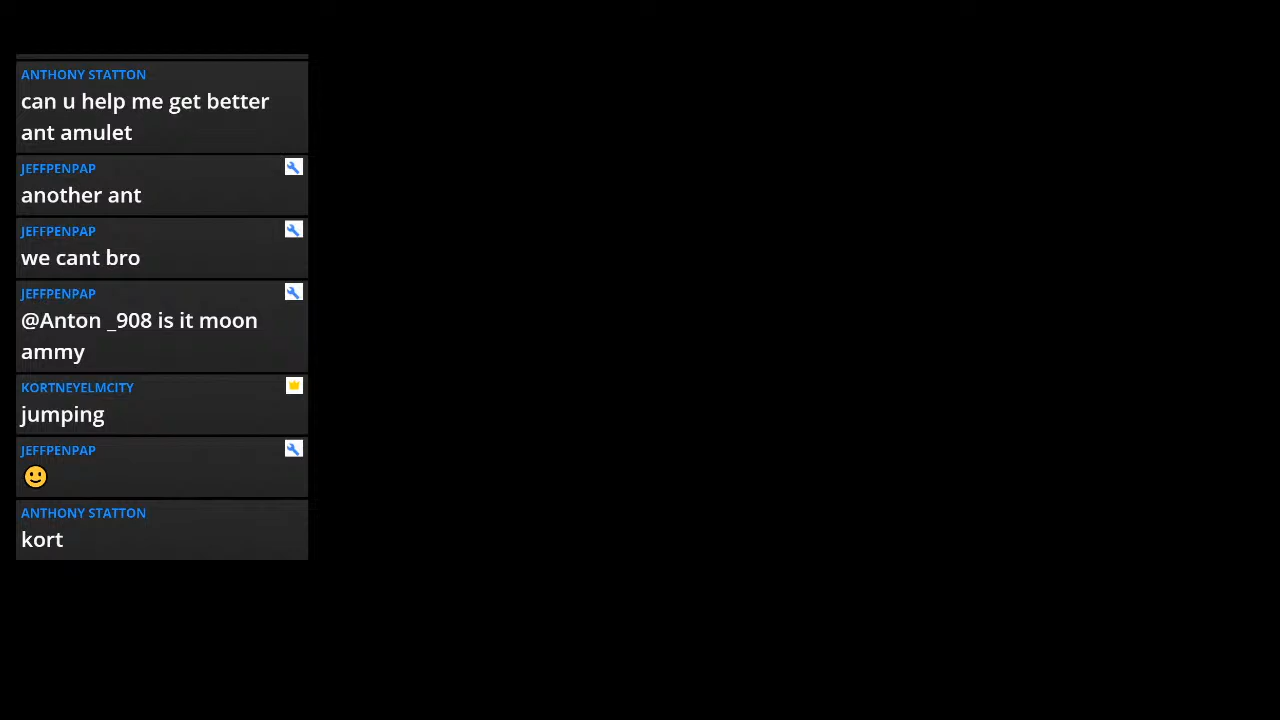 ANTHONY STATTON
can u help me get better
ant amulet
JEFFPENPAP
another ant
JEFFPENPAP
we cant bro
JEFFPENPAP
@Anton _908 is it moon
ammy
KORTNEYELMCITY
jumping
JEFFPENPAP
🙂
ANTHONY STATTON
kort